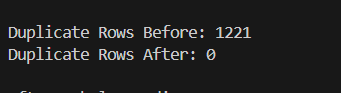 Duplicate Rows Before: 1221
Duplicate Rows After: 0